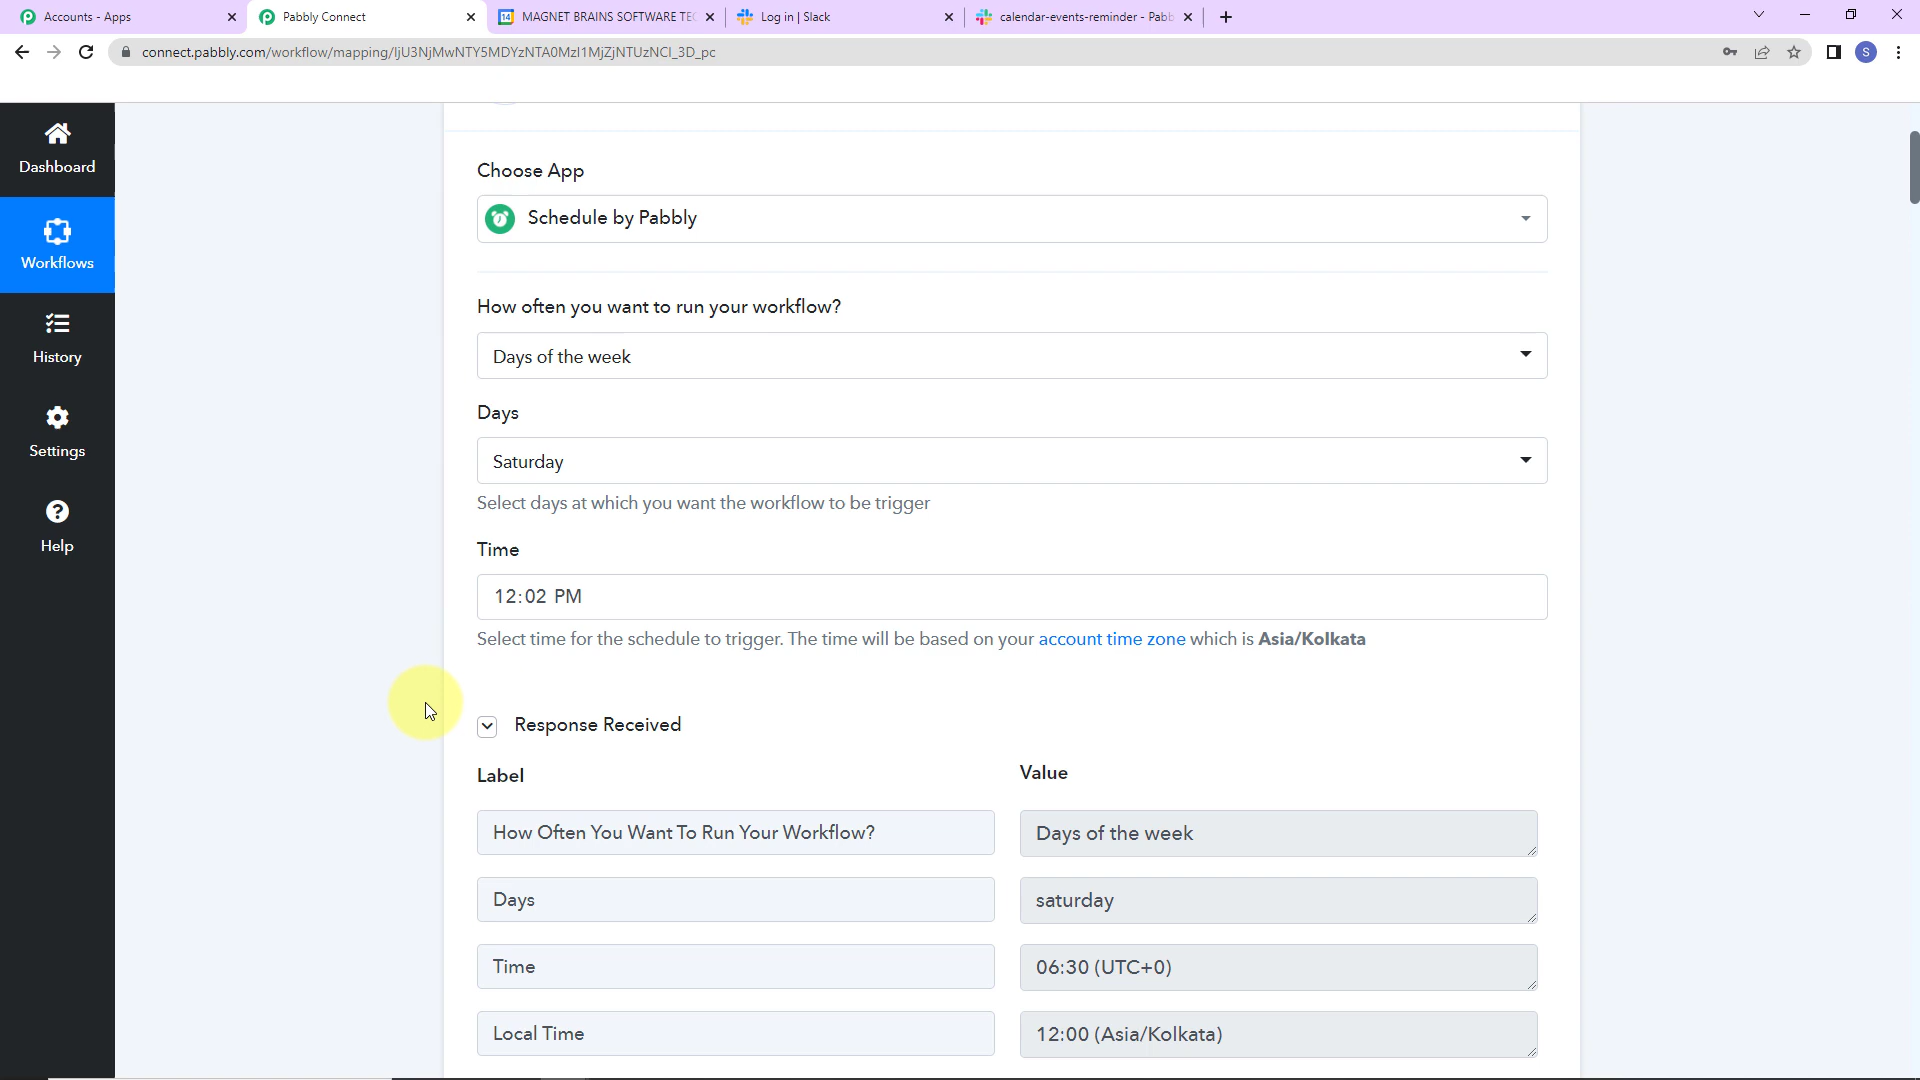 Accounts - Apps
Pabbly Connect
MAGNET BRAINS SOFTWARE TEC
Log in | Slack
calendar-events-reminder - Pabb
connect.pabbly.com/workflow/mapping/IjU3NjMwNTY5MDYzNTA0MzI1MjZjNTUzNCI_3D_pc
S
Dashboard
Workflows
History
Settings
Help
Choose App
Schedule by Pabbly
How often you want to run your workflow?
Days of the week
Days
Saturday
Select days at which you want the workflow to be trigger
Time
12:02 PM
Select time for the schedule to trigger. The time will be based on your account time zone which is Asia/Kolkata
Response Received
Label Value
How Often You Want To Run Your Workflow? Days of the week
Days saturday
Time 06:30 (UTC+0)
Local Time 12:00 (Asia/Kolkata)